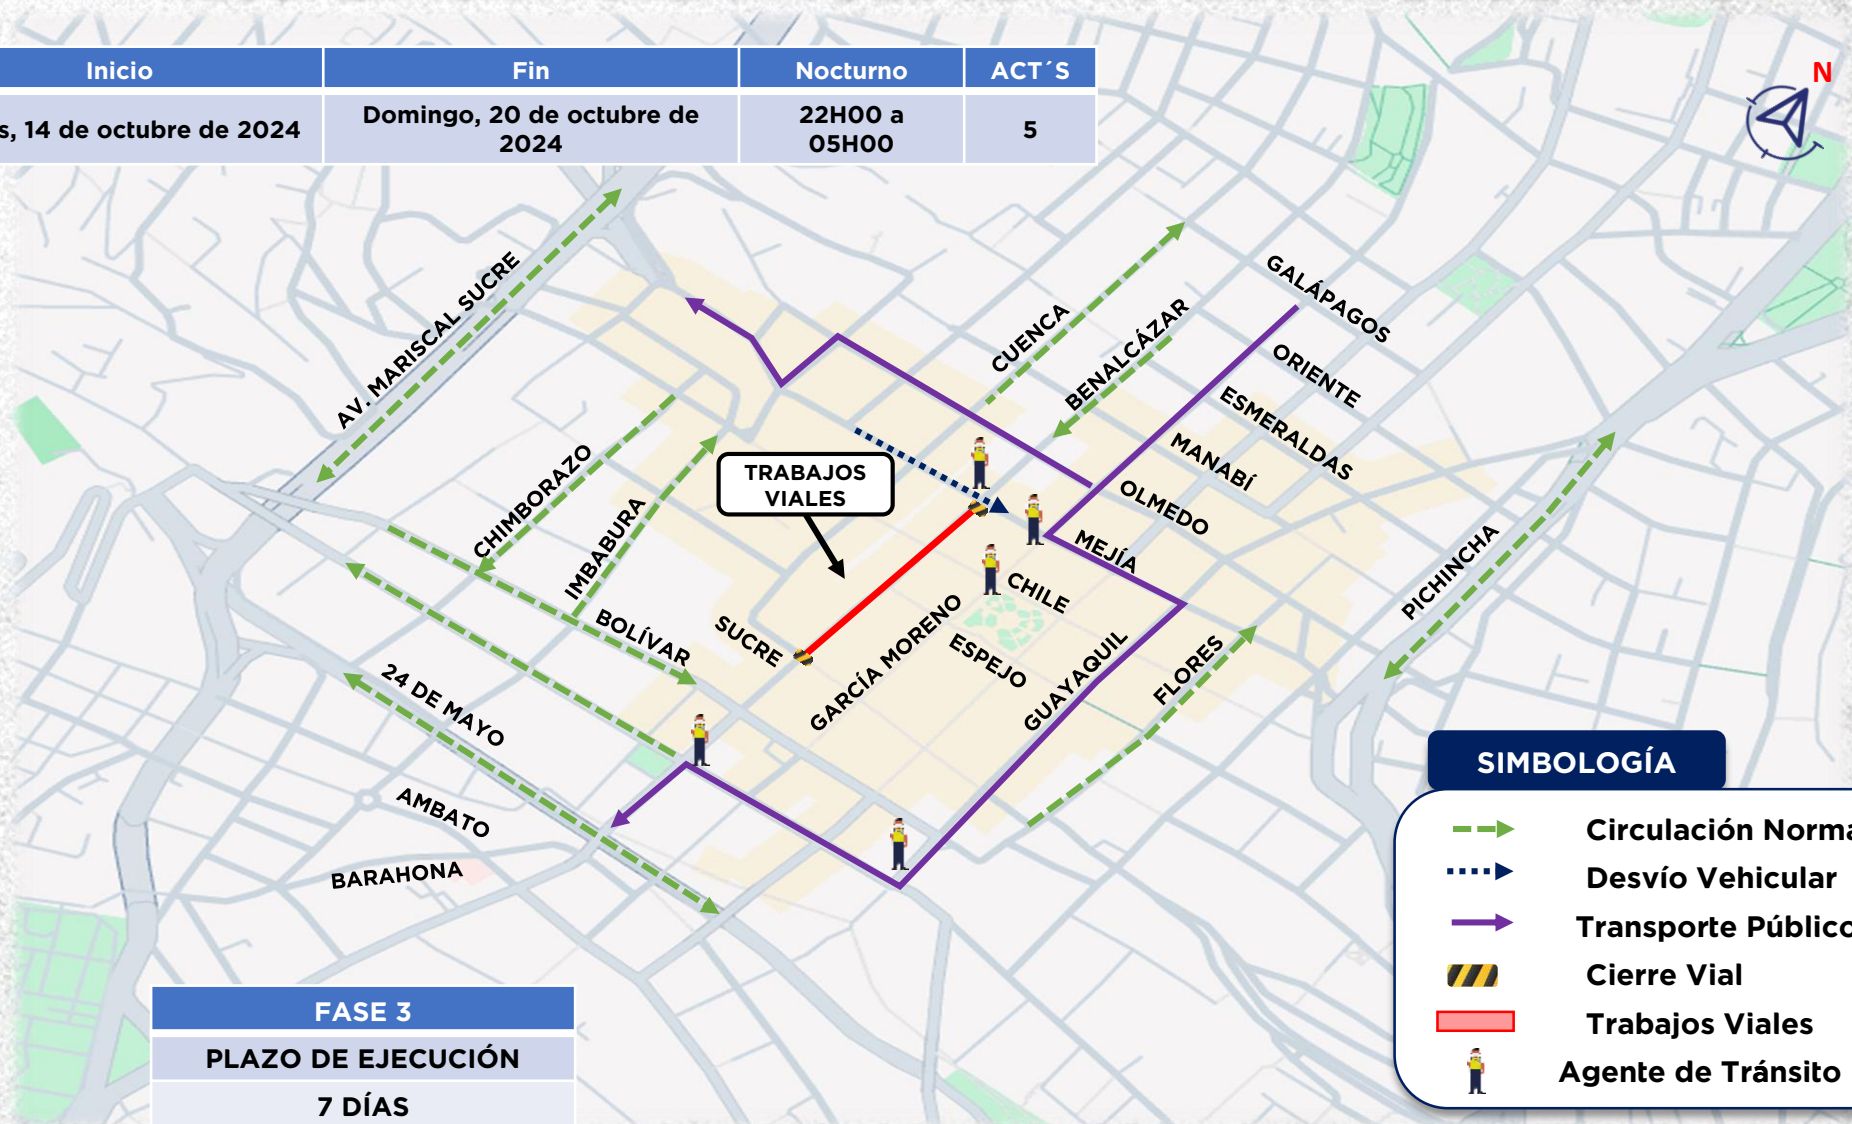 Inicio
Fin
Nocturno
ACT´S
s, 14 de octubre de 2024
Domingo, 20 de octubre de
2024
22H00 a
05H00
5
N
AV. MARISCAL SUCRE
CUENCA
BENALCÁZAR
GALÁPAGOS
ORIENTE
ESMERALDAS
MANABÍ
OLMEDO
MEJÍA
CHILE
ESPEJO
CHIMBORAZO
IMBABURA
TRABAJOS
VIALES
BOLÍVAR
SUCRE
GARCÍA MORENO
GUAYAQUIL
FLORES
PICHINCHA
24 DE MAYO
AMBATO
BARAHONA
SIMBOLOGÍA
Circulación Norma
Desvío Vehicular
Transporte Público
Cierre Vial
Trabajos Viales
Agente de Tránsito
FASE 3
PLAZO DE EJECUCIÓN
7 DÍAS